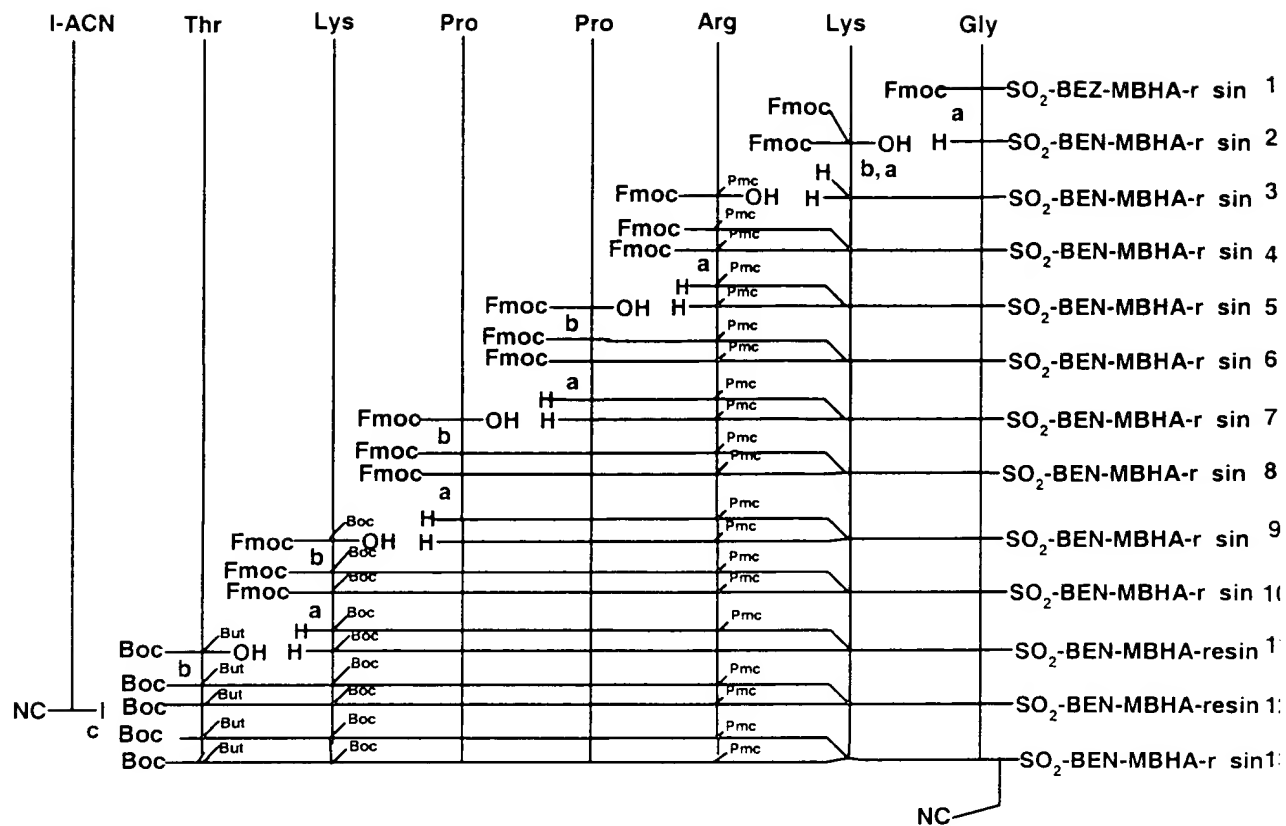 I-ACN Thr Lys Pro Pro Arg Lys Gly
Fmoc SO2-BEZ-MBHA-r sin 1
Fmoc a
Fmoc OH H SO2-BEN-MBHA-r sin 2
b, a
Pmc H
Fmoc OH H SO2-BEN-MBHA-r sin 3
Fmoc Pmc
Fmoc Pmc SO2-BEN-MBHA-r sin 4
a Pmc
H
Fmoc OH H Pmc SO2-BEN-MBHA-r sin 5
b
Fmoc Pmc
Fmoc Pmc SO2-BEN-MBHA-r sin 6
a
H Pmc
Fmoc OH H Pmc SO2-BEN-MBHA-r sin 7
b
Fmoc Pmc
Fmoc Pmc SO2-BEN-MBHA-r sin 8
a
H Pmc
Boc
Fmoc OH H Pmc SO2-BEN-MBHA-r sin 9
b Boc
Fmoc Pmc
Fmoc Boc Pmc SO2-BEN-MBHA-r sin 10
a Boc
H Pmc
But
Boc OH H Boc SO2-BEN-MBHA-resin 1
b But
Boc Boc Pmc
NC I Boc But Boc Pmc SO2-BEN-MBHA-resin 12
c
Boc But Boc Pmc
Boc SO2-BEN-MBHA-r sin 13
NC